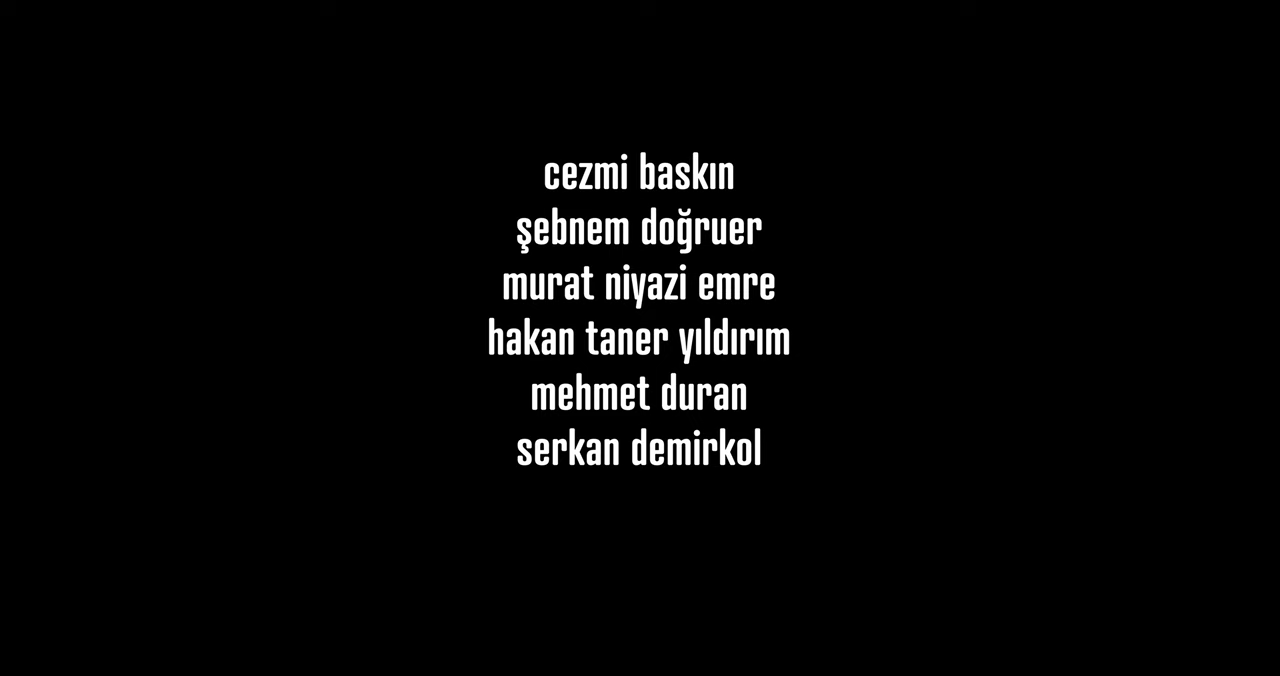 cezmi baskın
şebnem doğruer
murat niyazi emre
hakan taner yıldırım
mehmet duran
serkan demirkol